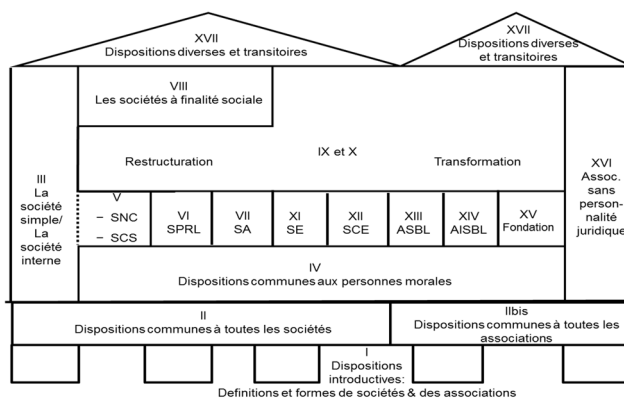 XVII
Dispositions diverses et transitoires
XVII
Dispositions diverses
et transitoires
VIII
Les sociétés à finalité sociale
III
La
société
simple/
La
société
interne
IX et X
Restructuration
Transformation
XVI
Assoc.
sans
person-
nalité
juridique
V
– SNC
– SCS
VI
SPRL
VII
SA
XI
SE
XII
SCE
XIII
ASBL
XIV
AISBL
XV
Fondation
IV
Dispositions communes aux personnes morales
II
Dispositions communes à toutes les sociétés
IIbis
Dispositions communes à toutes les
associations
I
Dispositions
introductives:
Definitions et formes de sociétés & des associations